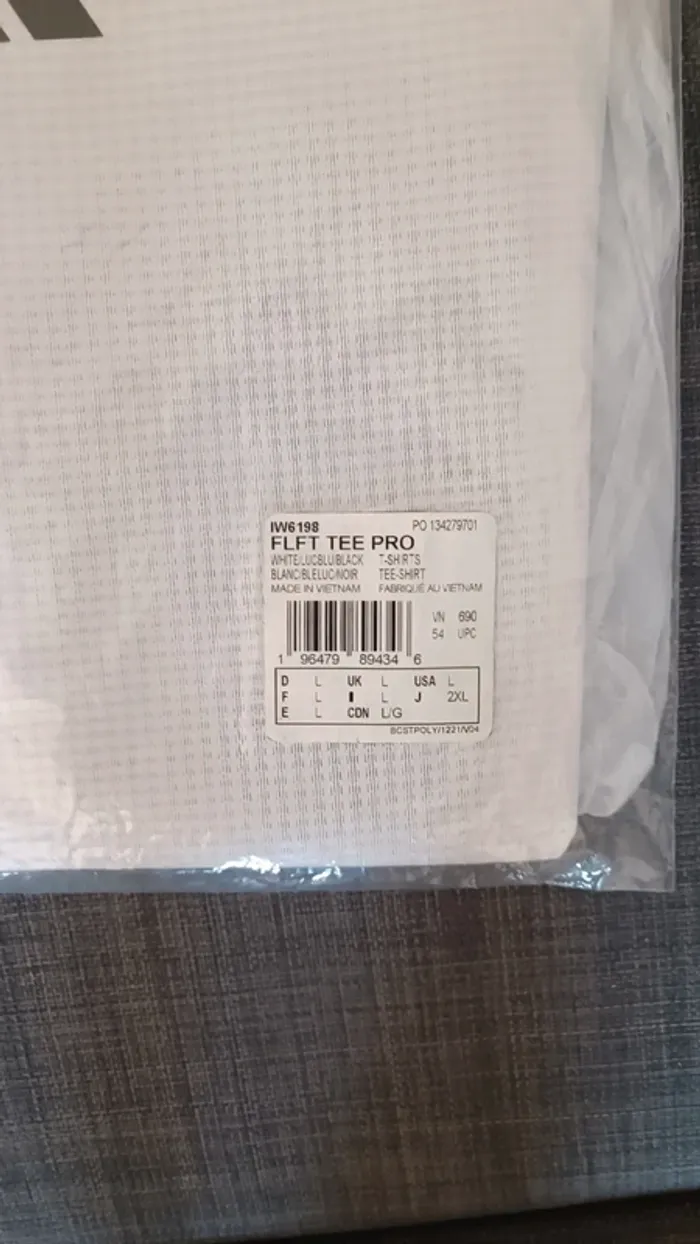 IW6198 PO 134279701
FLFT TEE PRO
WHITE/LUCBLU/BLACK T-SHIRTS
BLANC/BLELUC/NOIR TEE-SHIRT
MADE IN VIETNAM FABRIQUÉ AU VIETNAM
VN 690
54 UPC
1 96479 89434 6
D L UK L USA L
F L I L J 2XL
E L CDN L/G
BCSTPOLY/1221/V04